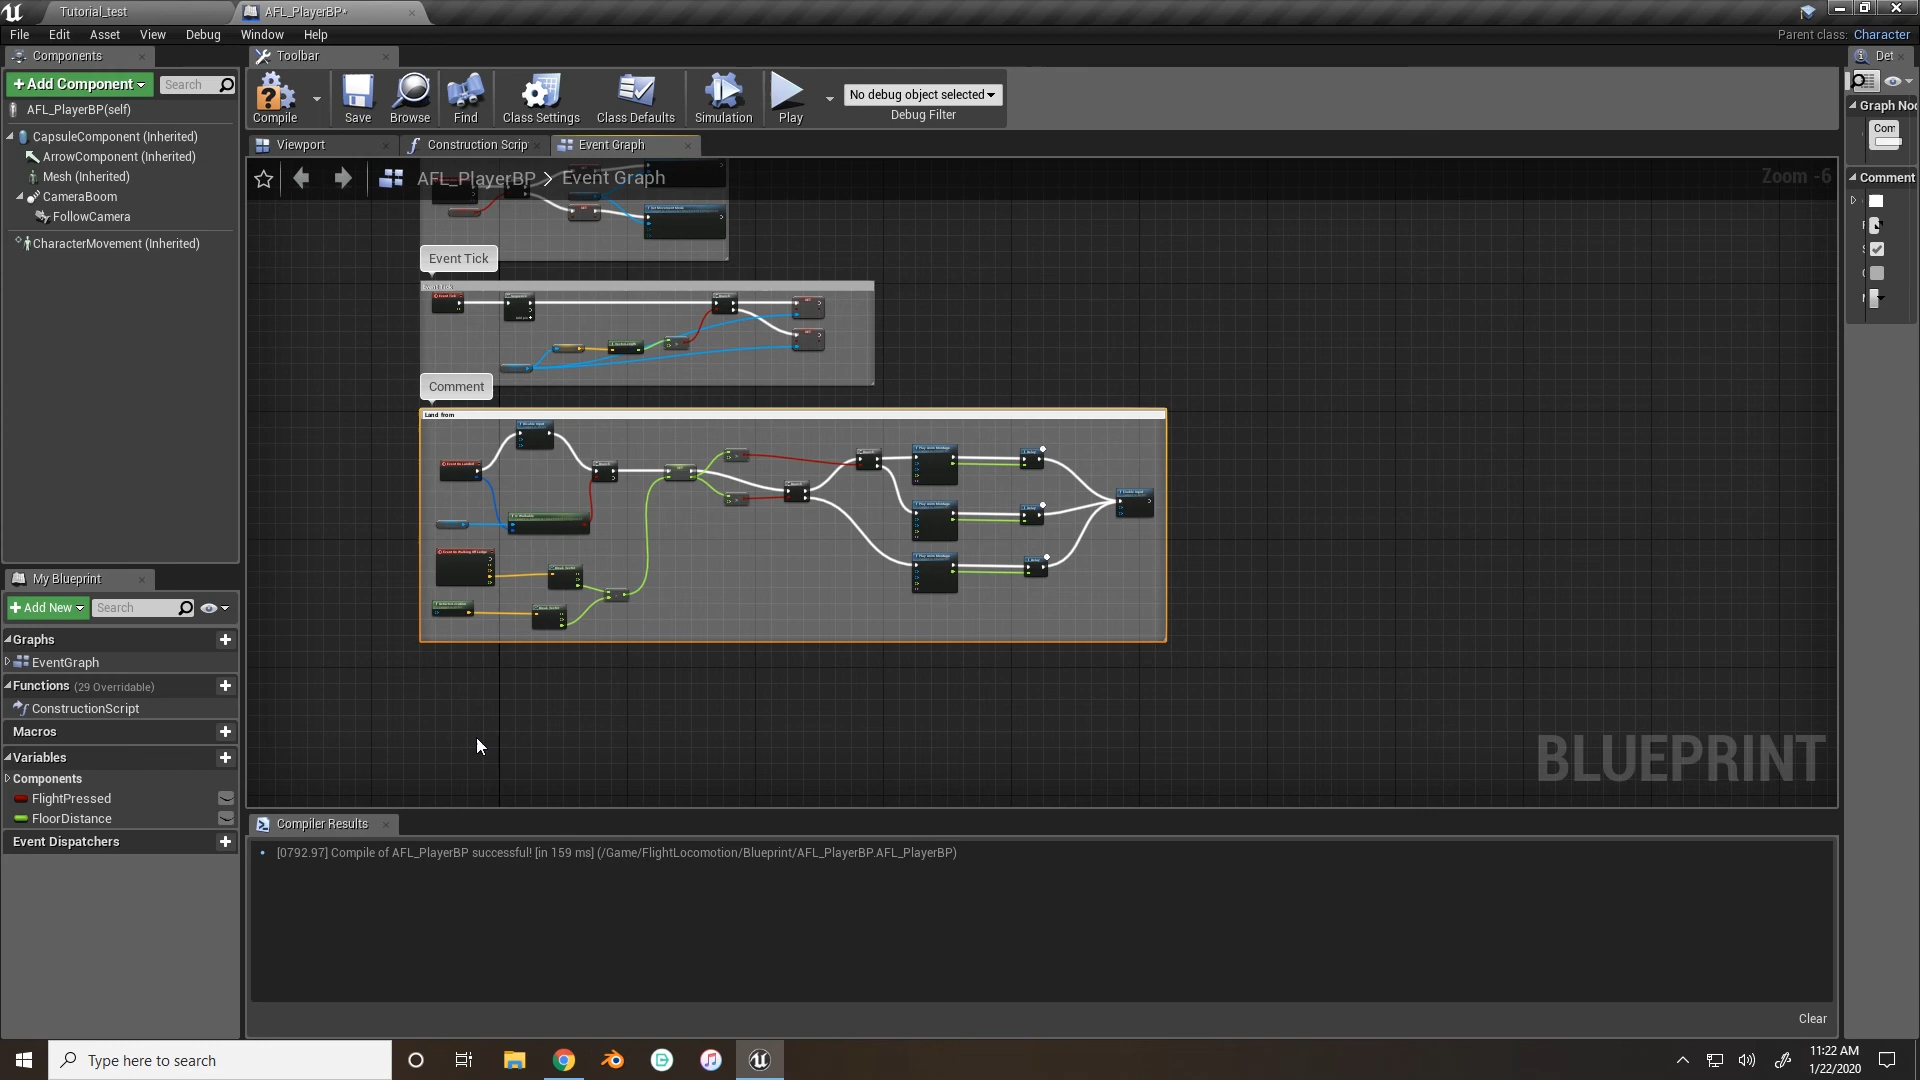 Tutorial_test
AFL_PlayerBP*
File Edit Asset View Debug Window Help
Parent class: Character
Components
Toolbar
Det
+Add Component
Search
AFL_PlayerBP(self)
CapsuleComponent (Inherited)
ArrowComponent (Inherited)
Mesh (Inherited)
CameraBoom
FollowCamera
CharacterMovement (Inherited)
Compile
Save
Browse
Find
Class Settings
Class Defaults
Simulation
Play
No debug object selected
Debug Filter
Viewport
Construction Scrip
Event Graph
AFL_PlayerBP > Event Graph
Zoom -6
Graph Noc
Com
Comment
Event Tick
Event Tick
Comment
Land from
BLUEPRINT
My Blueprint
+Add New
Search
Graphs
EventGraph
Functions (29 Overridable)
ConstructionScript
Macros
Variables
Components
FlightPressed
FloorDistance
Event Dispatchers
Compiler Results
[0792.97] Compile of AFL_PlayerBP successful! [in 159 ms] (/Game/FlightLocomotion/Blueprint/AFL_PlayerBP.AFL_PlayerBP)
Clear
Type here to search
11:22 AM
1/22/2020